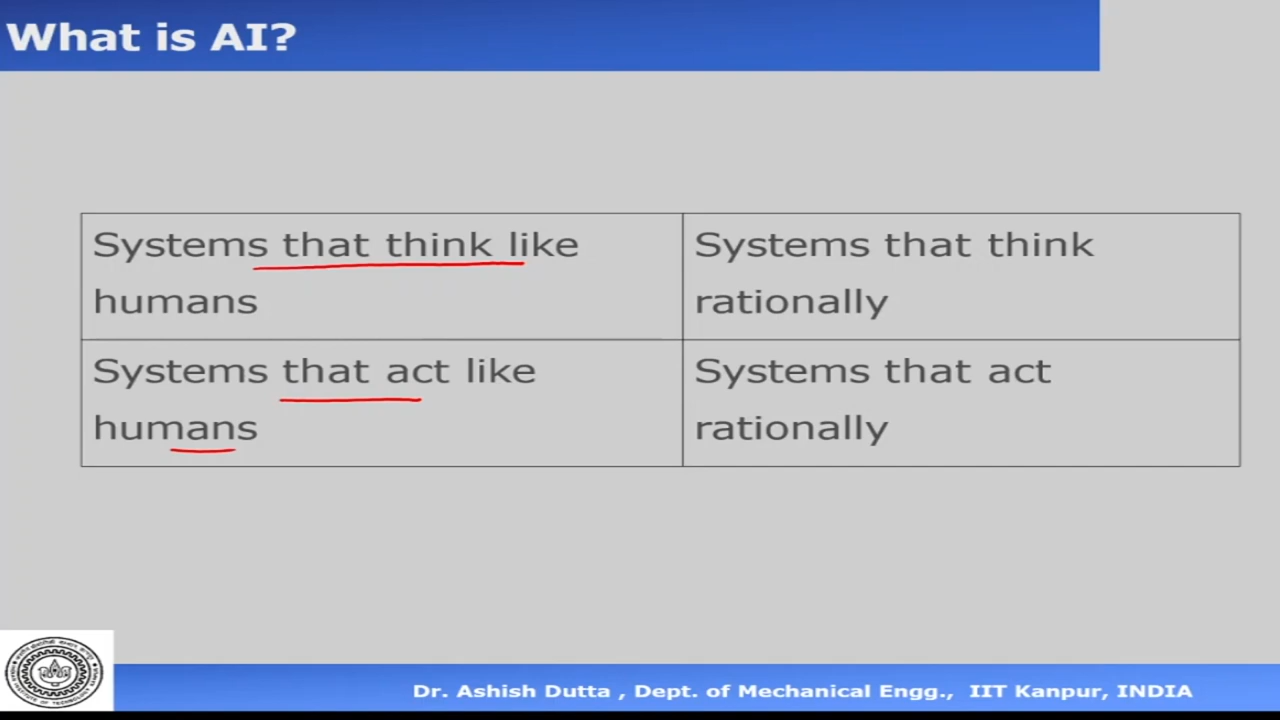 What is AI?
Systems that think like
humans
Systems that think
rationally
Systems that act like
humans
Systems that act
rationally
Dr. Ashish Dutta , Dept. of Mechanical Engg., IIT Kanpur, INDIA